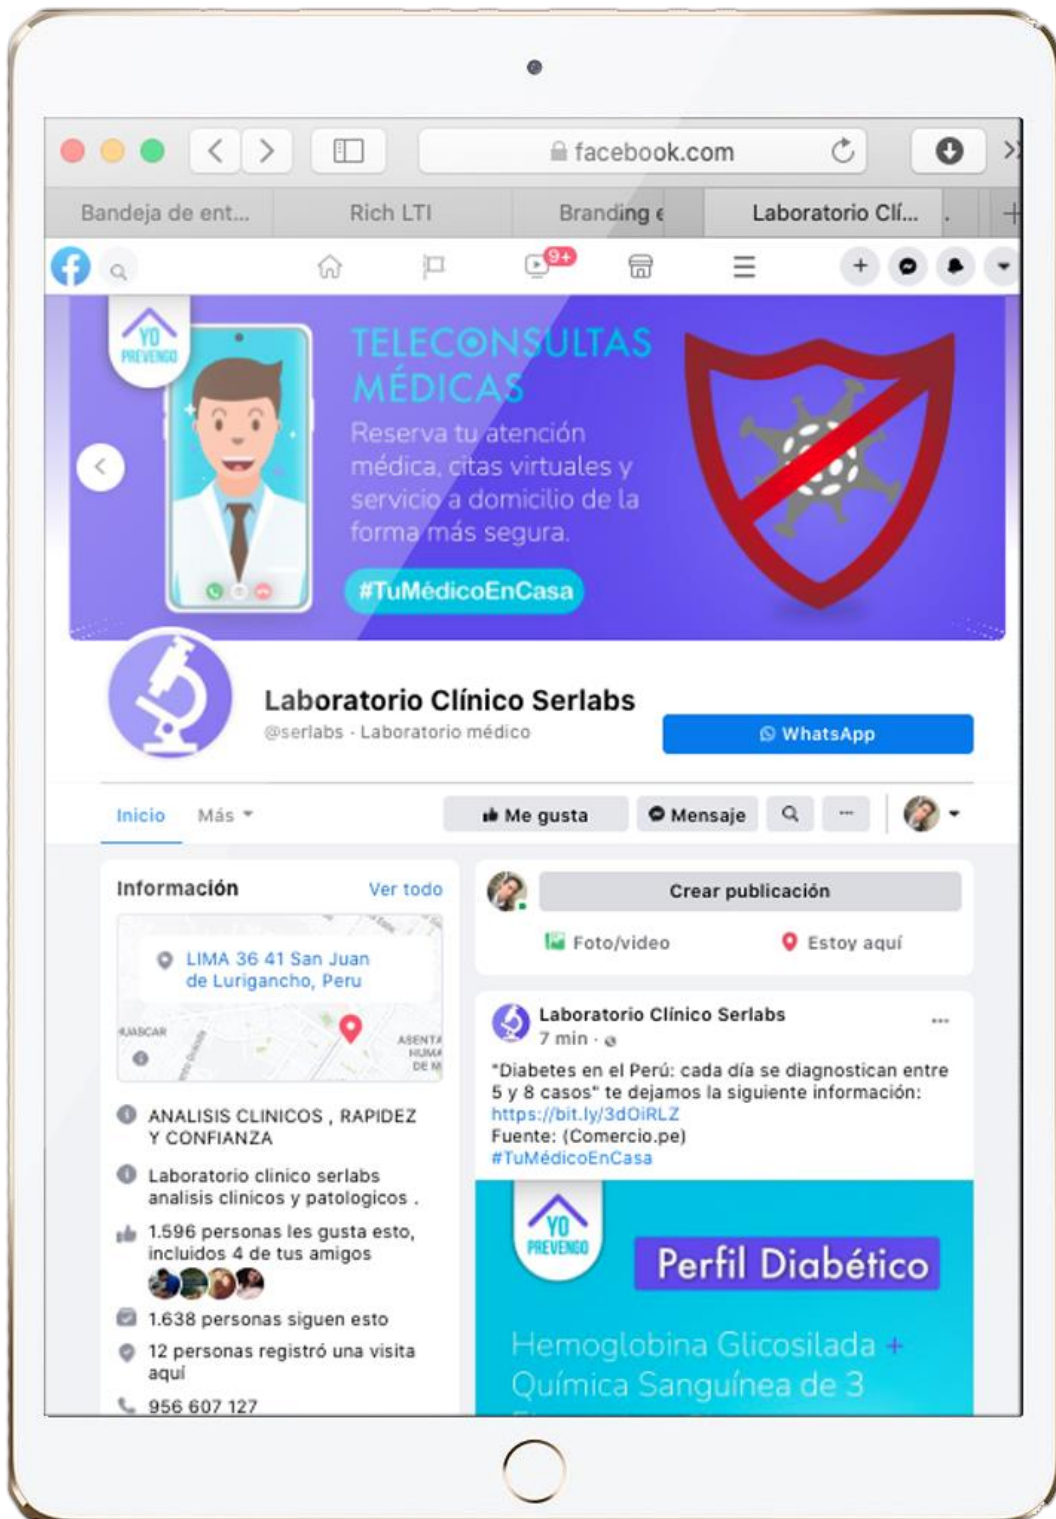 facebook.com
Bandeja de ent...
Rich LTI
Branding e
Laboratorio Clí...
9+
YO
PREVENGO
TELECONSULTAS
MÉDICAS
Reserva tu atención
médica, citas virtuales y
servicio a domicilio de la
forma más segura.
#TuMédicoEnCasa
Laboratorio Clínico Serlabs
@serlabs · Laboratorio médico
WhatsApp
Inicio
Más
Me gusta
Mensaje
Información
Ver todo
LIMA 36 41 San Juan
de Lurigancho, Peru
HUASCAR
ASENTA
HUMA
DE M
ANALISIS CLINICOS , RAPIDEZ
Y CONFIANZA
Laboratorio clinico serlabs
analisis clinicos y patologicos .
1.596 personas les gusta esto,
incluidos 4 de tus amigos
1.638 personas siguen esto
12 personas registró una visita
aquí
956 607 127
Crear publicación
Foto/video
Estoy aquí
Laboratorio Clínico Serlabs
7 min ·
"Diabetes en el Perú: cada día se diagnostican entre
5 y 8 casos" te dejamos la siguiente información:
https://bit.ly/3dOiRLZ
Fuente: (Comercio.pe)
#TuMédicoEnCasa
YO
PREVENGO
Perfil Diabético
Hemoglobina Glicosilada +
Química Sanguínea de 3